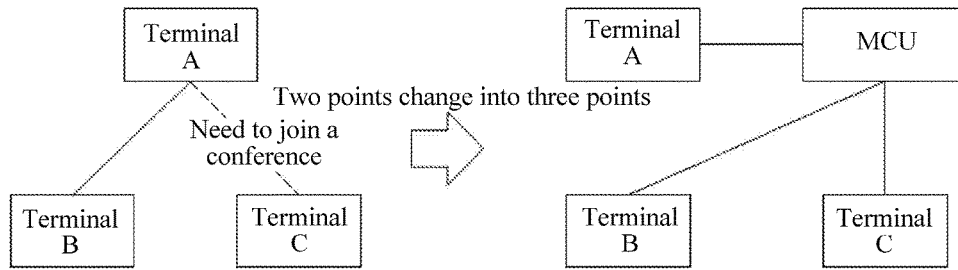 Terminal
A
Two points change into three points
Need to join a
conference
Terminal
B
Terminal
C
Terminal
A
MCU
Terminal
B
Terminal
C